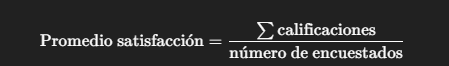 Promedio satisfacción = ∑ calificaciones / número de encuestados